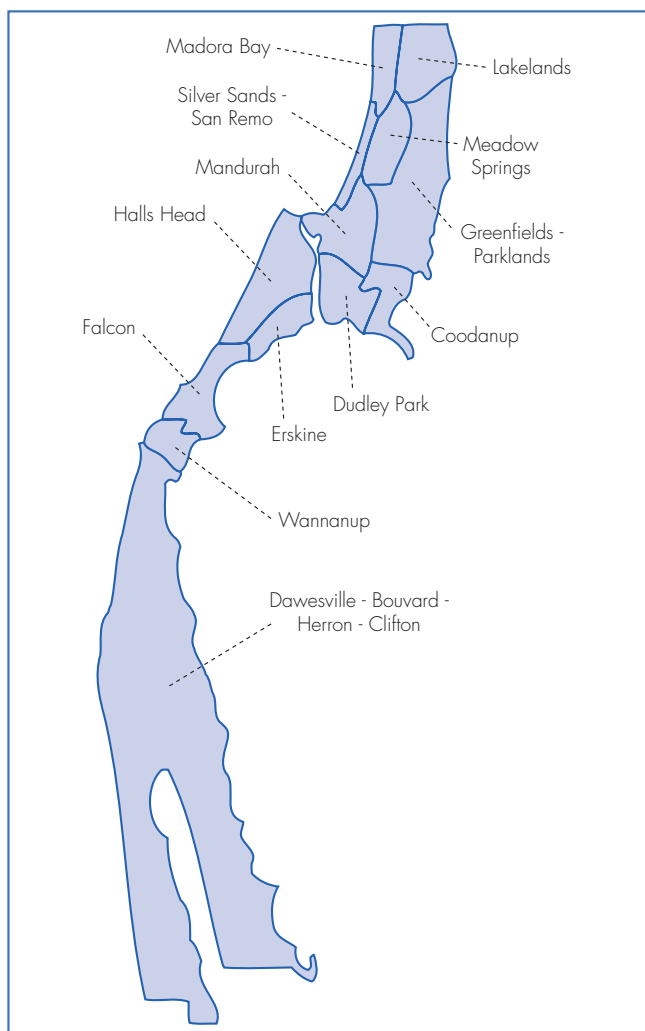 Madora Bay
Lakelands
Silver Sands -
San Remo
Meadow
Springs
Mandurah
Halls Head
Greenfields -
Parklands
Falcon
Coodanup
Dudley Park
Erskine
Wannanup
Dawesville - Bouvard -
Herron - Clifton